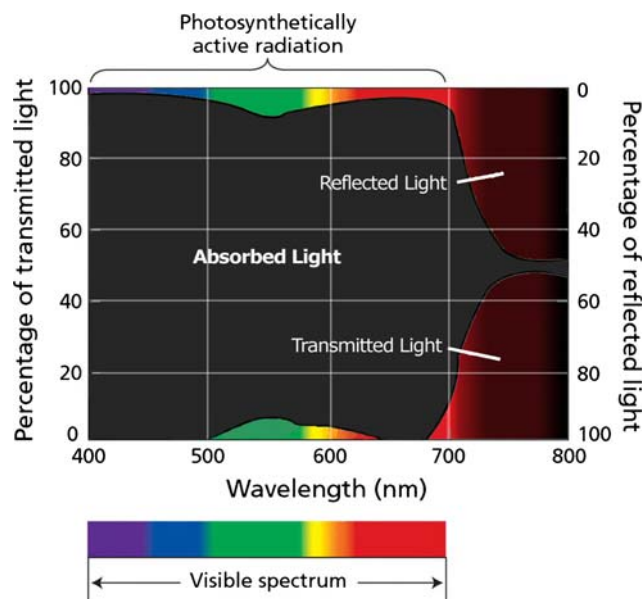 Photosynthetically
active radiation
Percentage of transmitted light
100
80
60
40
20
0
0
20
40
60
80
100
Percentage of reflected light
Reflected Light
Absorbed Light
Transmitted Light
400
500
600
700
800
Wavelength (nm)
Visible spectrum